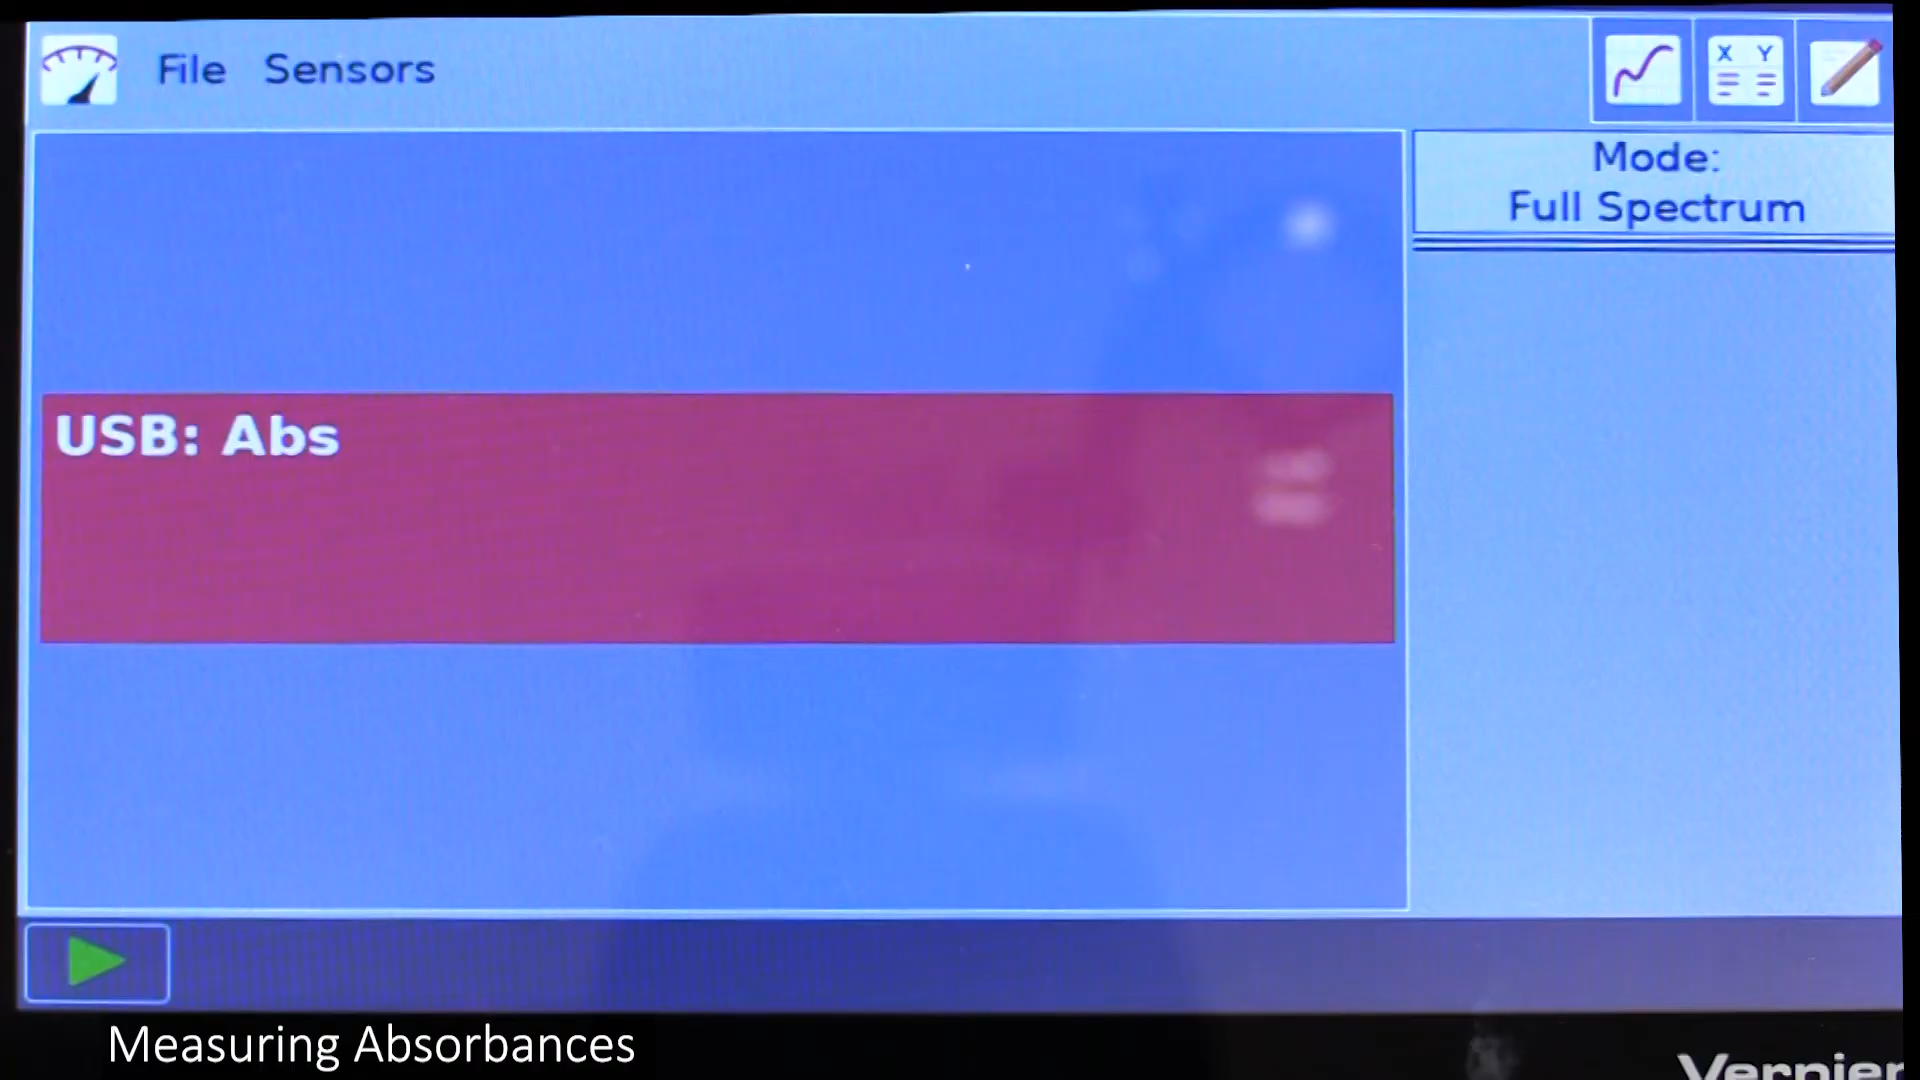 File Sensors
X Y
Mode:
Full Spectrum
USB: Abs
Measuring Absorbances
Vernier